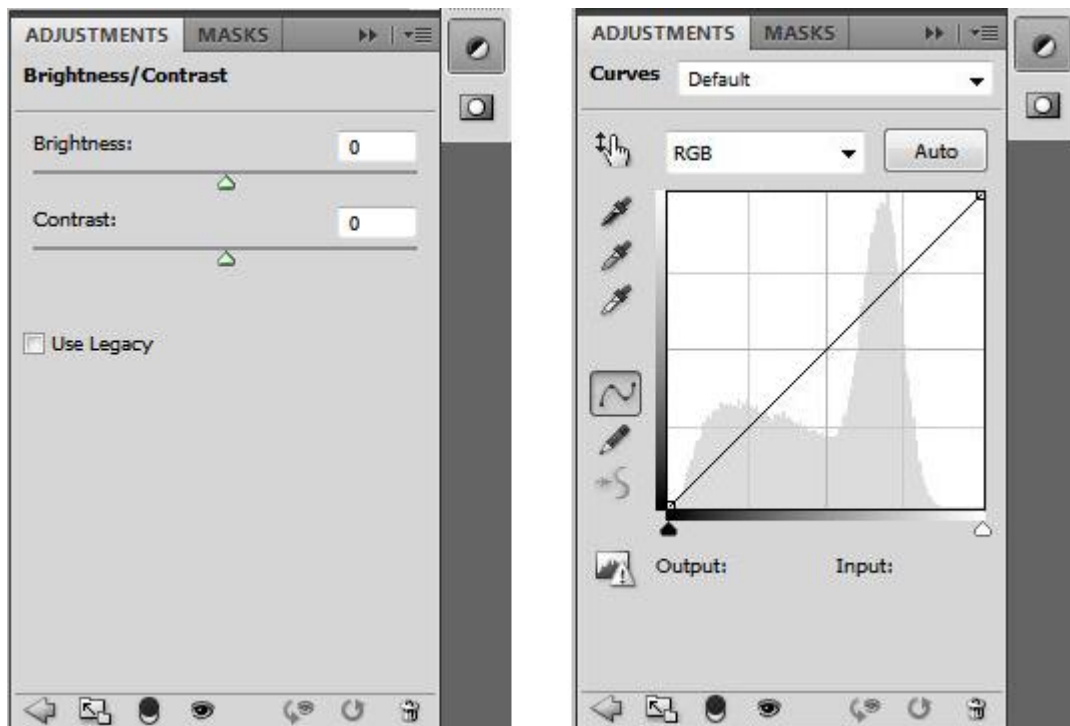 ADJUSTMENTS MASKS
Brightness/Contrast
Brightness: 0
Contrast: 0
Use Legacy
ADJUSTMENTS MASKS
Curves Default
RGB Auto
Output: Input: